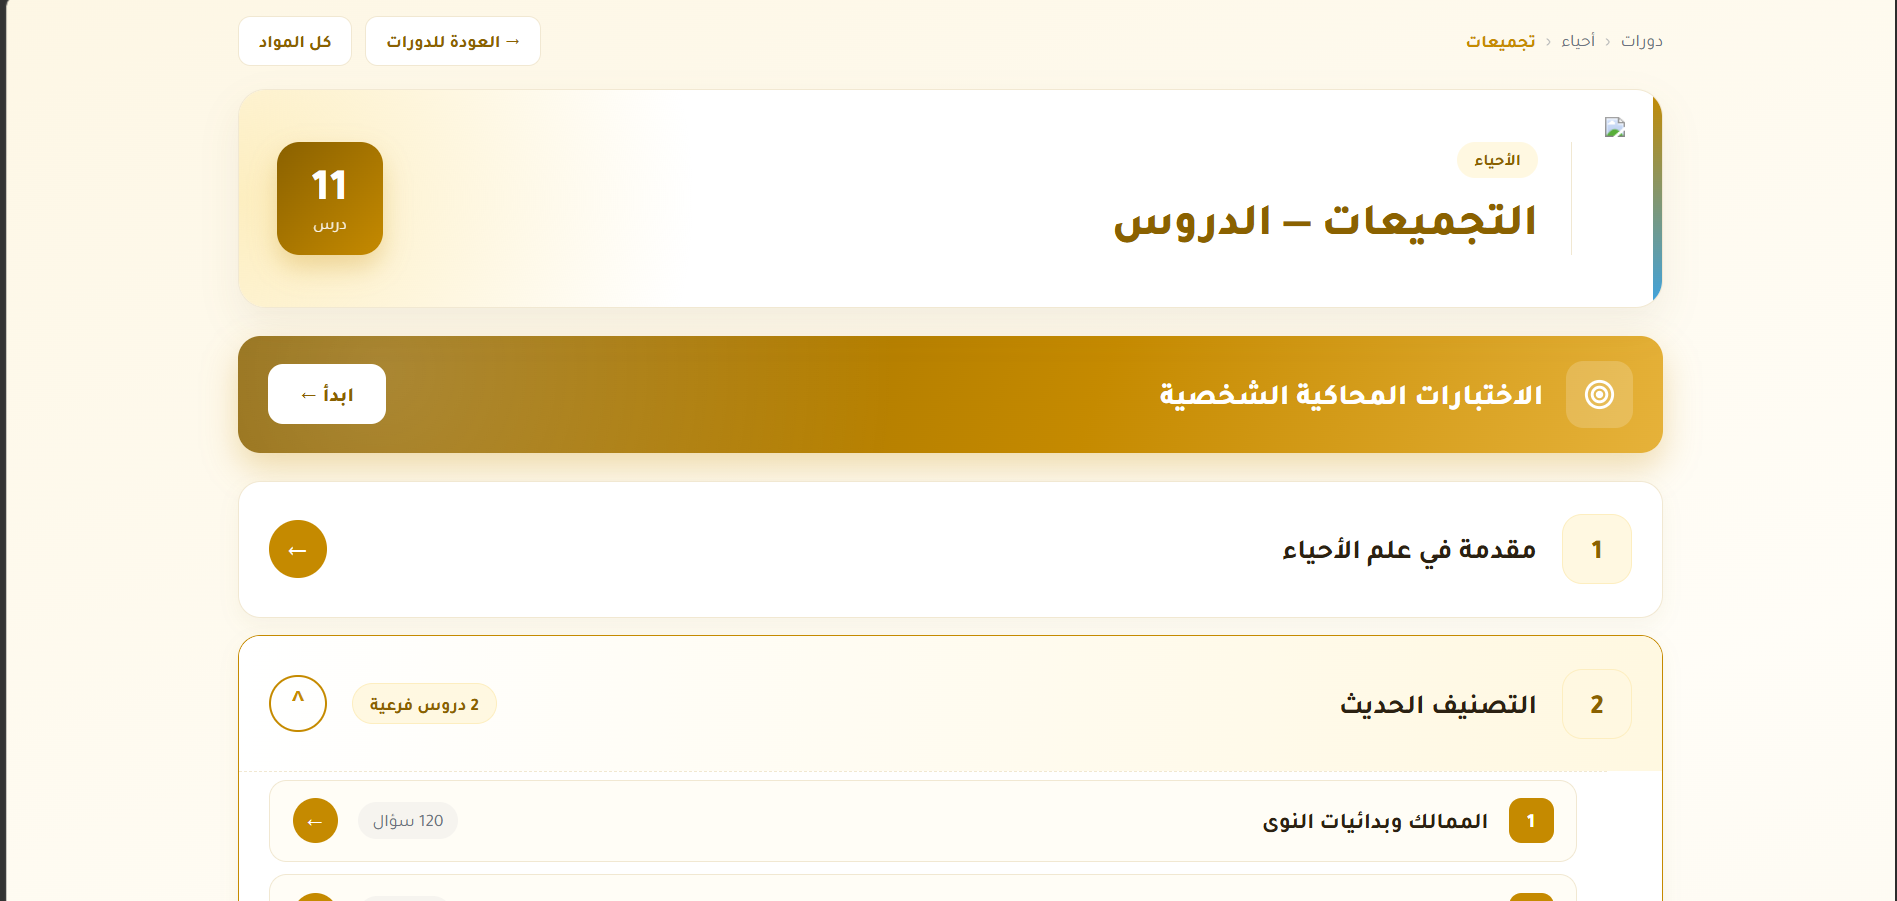 دورات › أحياء › تجميعات
→ العودة للدورات
كل المواد
الأحياء
التجميعات – الدروس
11
درس
الاختبارات المحاكية الشخصية
ابدأ ←
1
مقدمة في علم الأحياء
←
2
التصنيف الحديث
2 دروس فرعية
^
1
الممالك وبدائيات النوى
120 سؤال
←